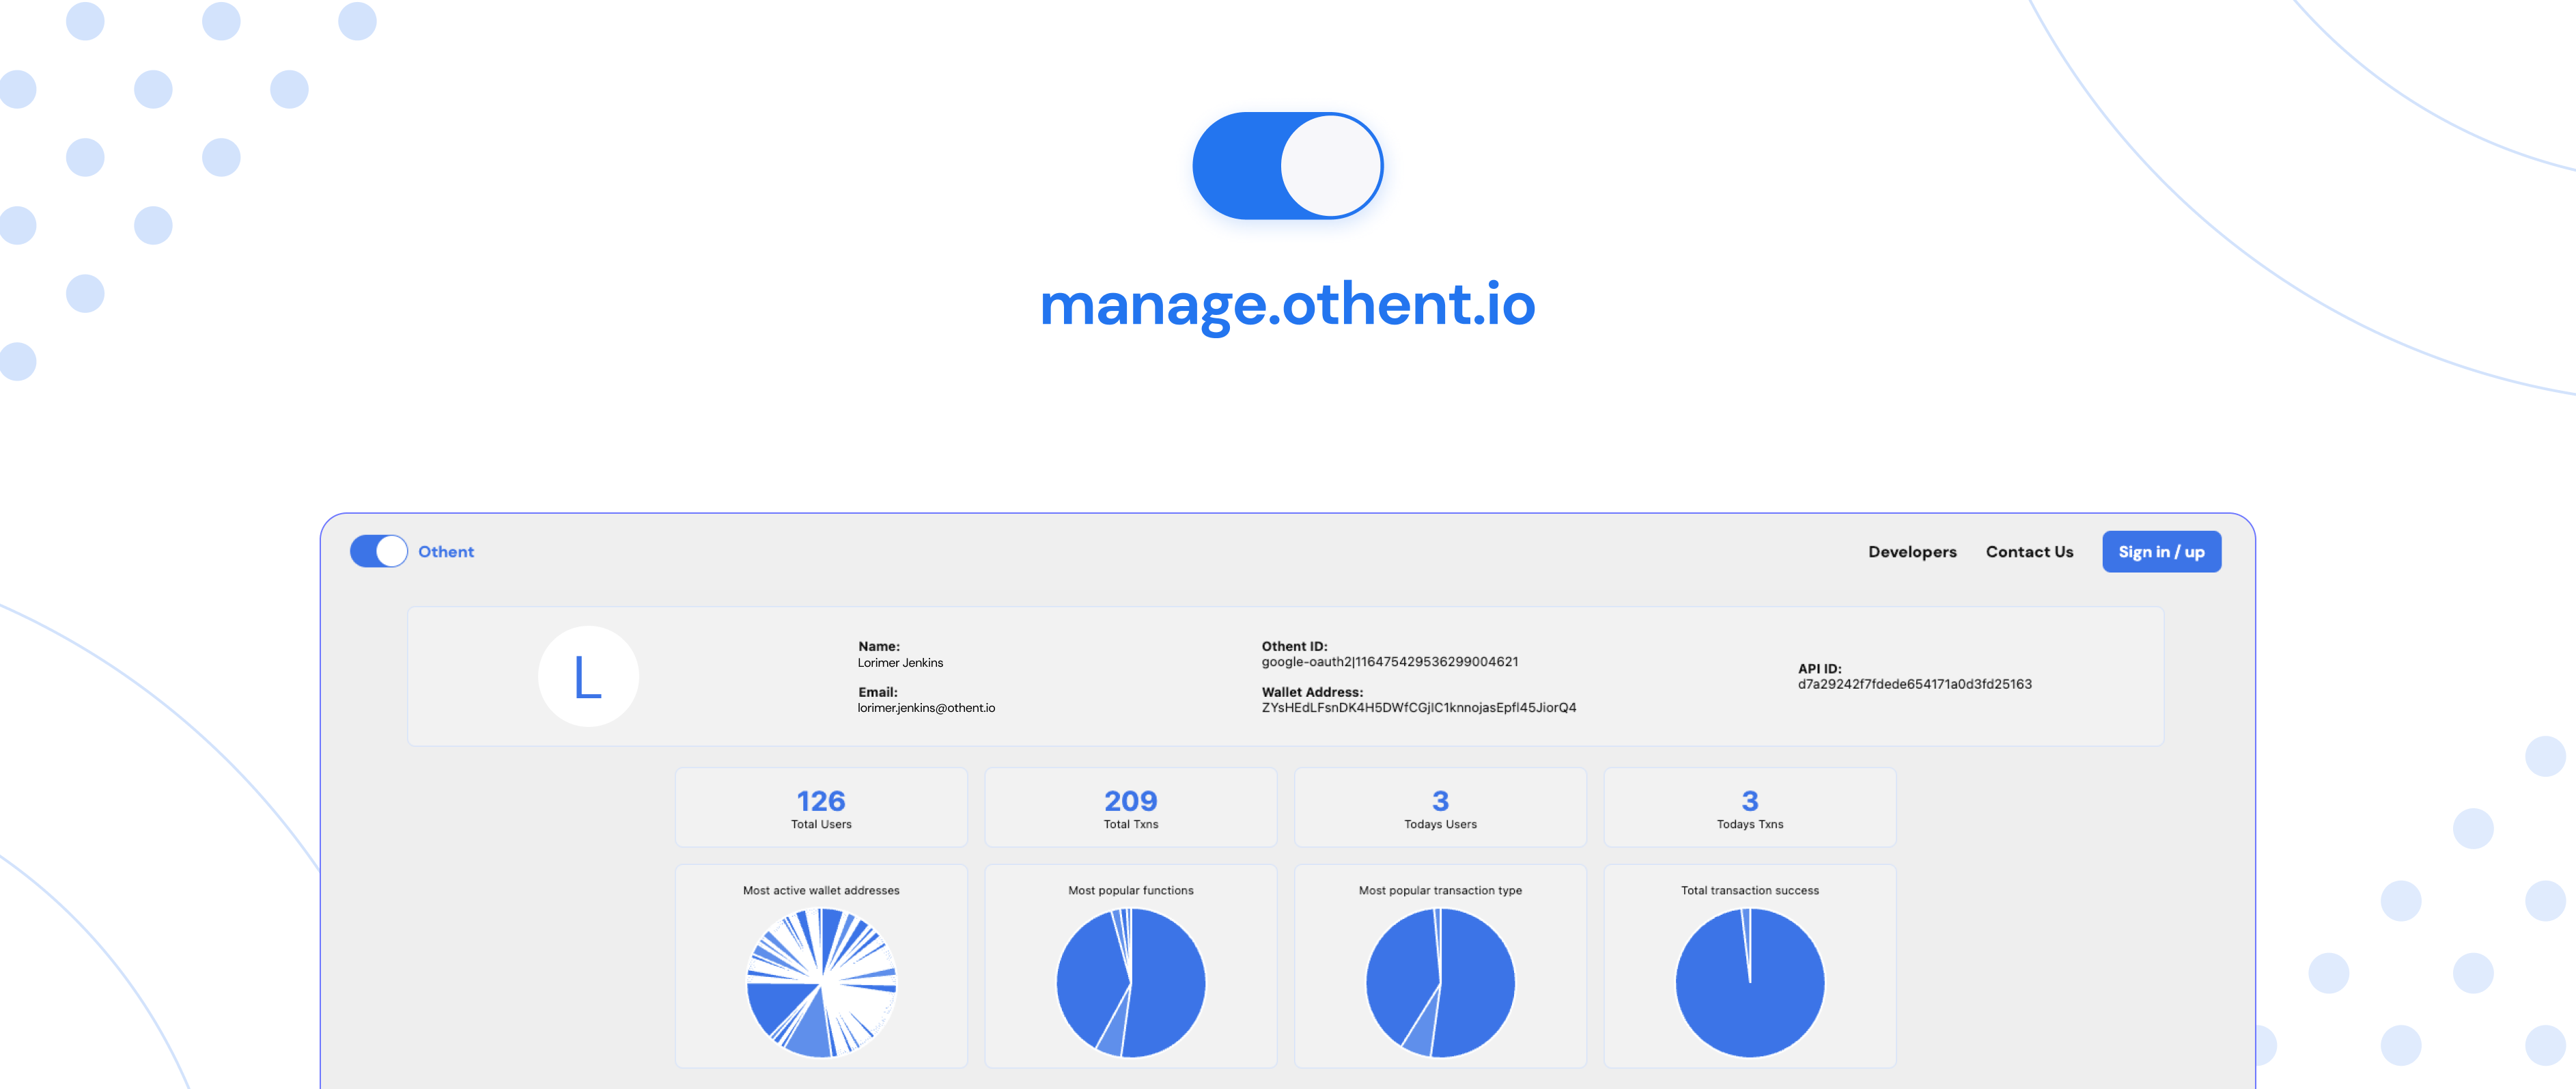 manage.othent.io
Othent
Developers
Contact Us
Sign in / up
L
Name:
Lorimer Jenkins
Email:
lorimer.jenkins@othent.io
Othent ID:
google-oauth2|116475429536299004621
Wallet Address:
ZYsHEdLFsnDK4H5DWfCGjIC1knnojasEpfI45JiorQ4
API ID:
d7a29242f7fdede654171a0d3fd25163
126
Total Users
209
Total Txns
3
Todays Users
3
Todays Txns
Most active wallet addresses
Most popular functions
Most popular transaction type
Total transaction success